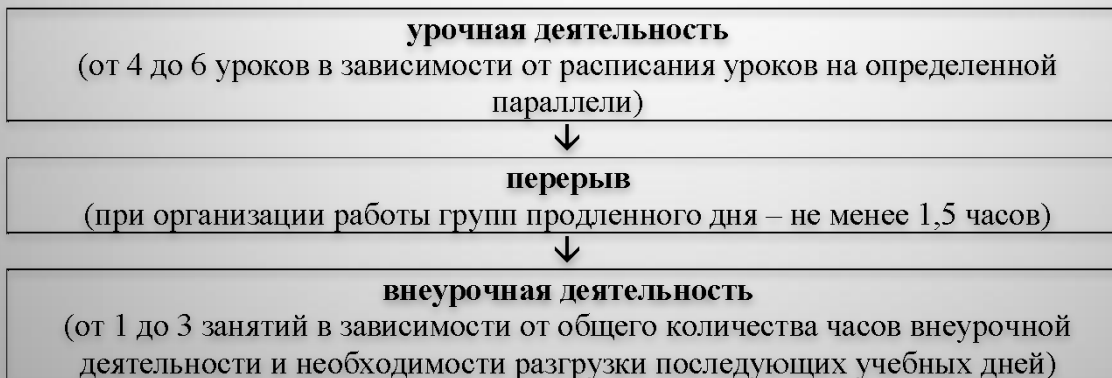 урочная деятельность
(от 4 до 6 уроков в зависимости от расписания уроков на определенной
параллели)
перерыв
(при организации работы групп продленного дня – не менее 1,5 часов)
внеурочная деятельность
(от 1 до 3 занятий в зависимости от общего количества часов внеурочной
деятельности и необходимости разгрузки последующих учебных дней)